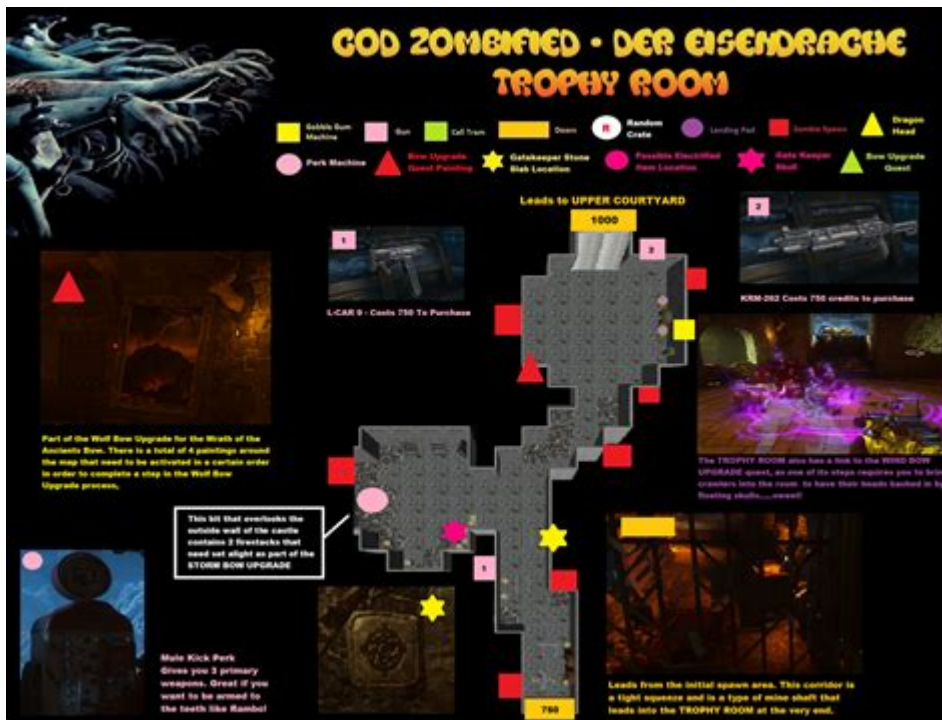 COD ZOMBIFIED - DER EISENDRACHE
TROPHY ROOM
Gobble Gum
Machine
Gun
Call Tram
Doors
R
Random
Crate
Landing Pad
Zombie Spawn
Dragon
Head
Perk Machine
Bow Upgrade
Quest Painting
Gatekeeper Stone
Slab Location
Possible Electrified
Item Location
Gate Keeper
Skull
Bow Upgrade
Quest
Leads to UPPER COURTYARD
1000
1
2
2
L-CAR 9 - Costs 750 To Purchase
KRM-262 Costs 750 credits to purchase
Part of the Wolf Bow Upgrade for the Wrath of the
Ancients Bow. There is a total of 4 paintings around
the map that need to be activated in a certain order
in order to complete a step in the Wolf Bow
Upgrade process,
The TROPHY ROOM also has a link to the WIND BOW
UPGRADE quest, as one of its steps requires you to bring
crawlers into the room to have their heads bashed in by
floating skulls.....sweet!
This bit that overlooks the
outside wall of the castle
contains 2 firestacks that
need set alight as part of the
STORM BOW UPGRADE
1
Mule Kick Perk
Gives you 3 primary
weapons. Great if you
want to be armed to
the teeth like Rambo!
750
Leads from the initial spawn area. This corridor is
a tight squeeze and is a type of mine shaft that
leads into the TROPHY ROOM at the very end.